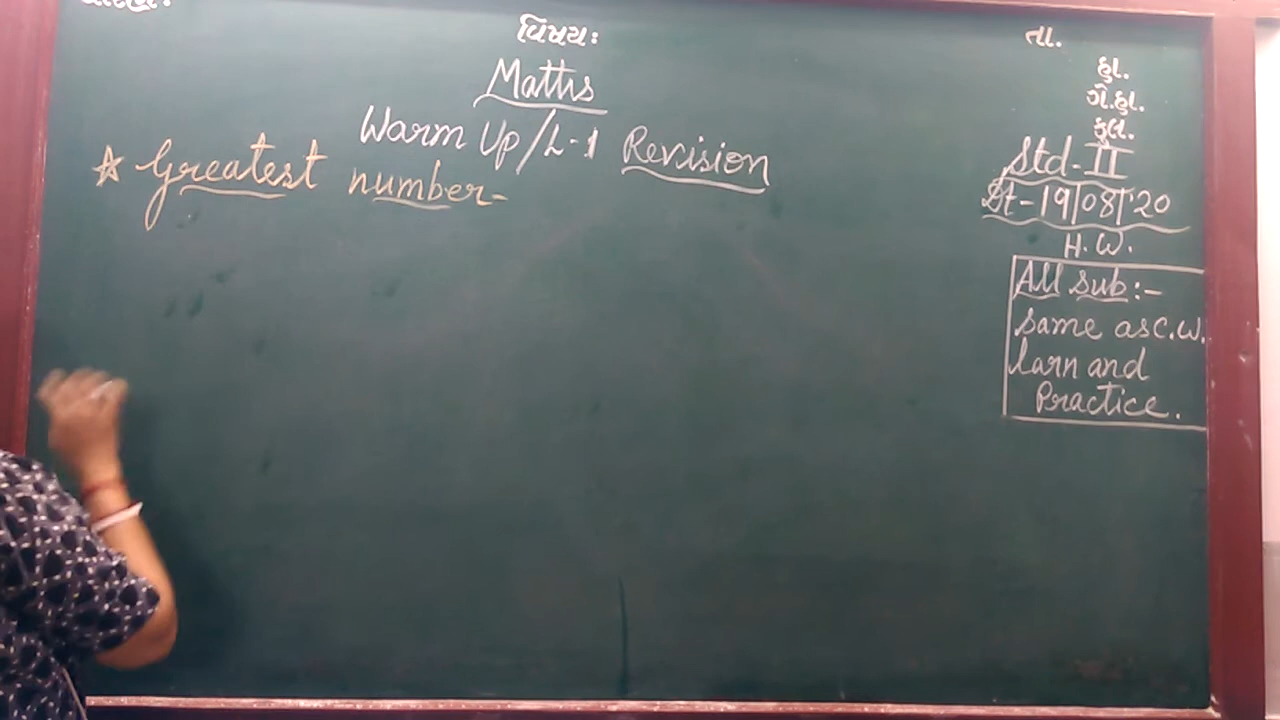 વિષય:
તા.
Maths
હા.
ગે.હા.
કુલ.
Warm Up/L-1 Revision
☆ Greatest number-
Std-II
Dt-19/08/'20
H.W.
All sub:-
same as C.W.
larn and
Practice.